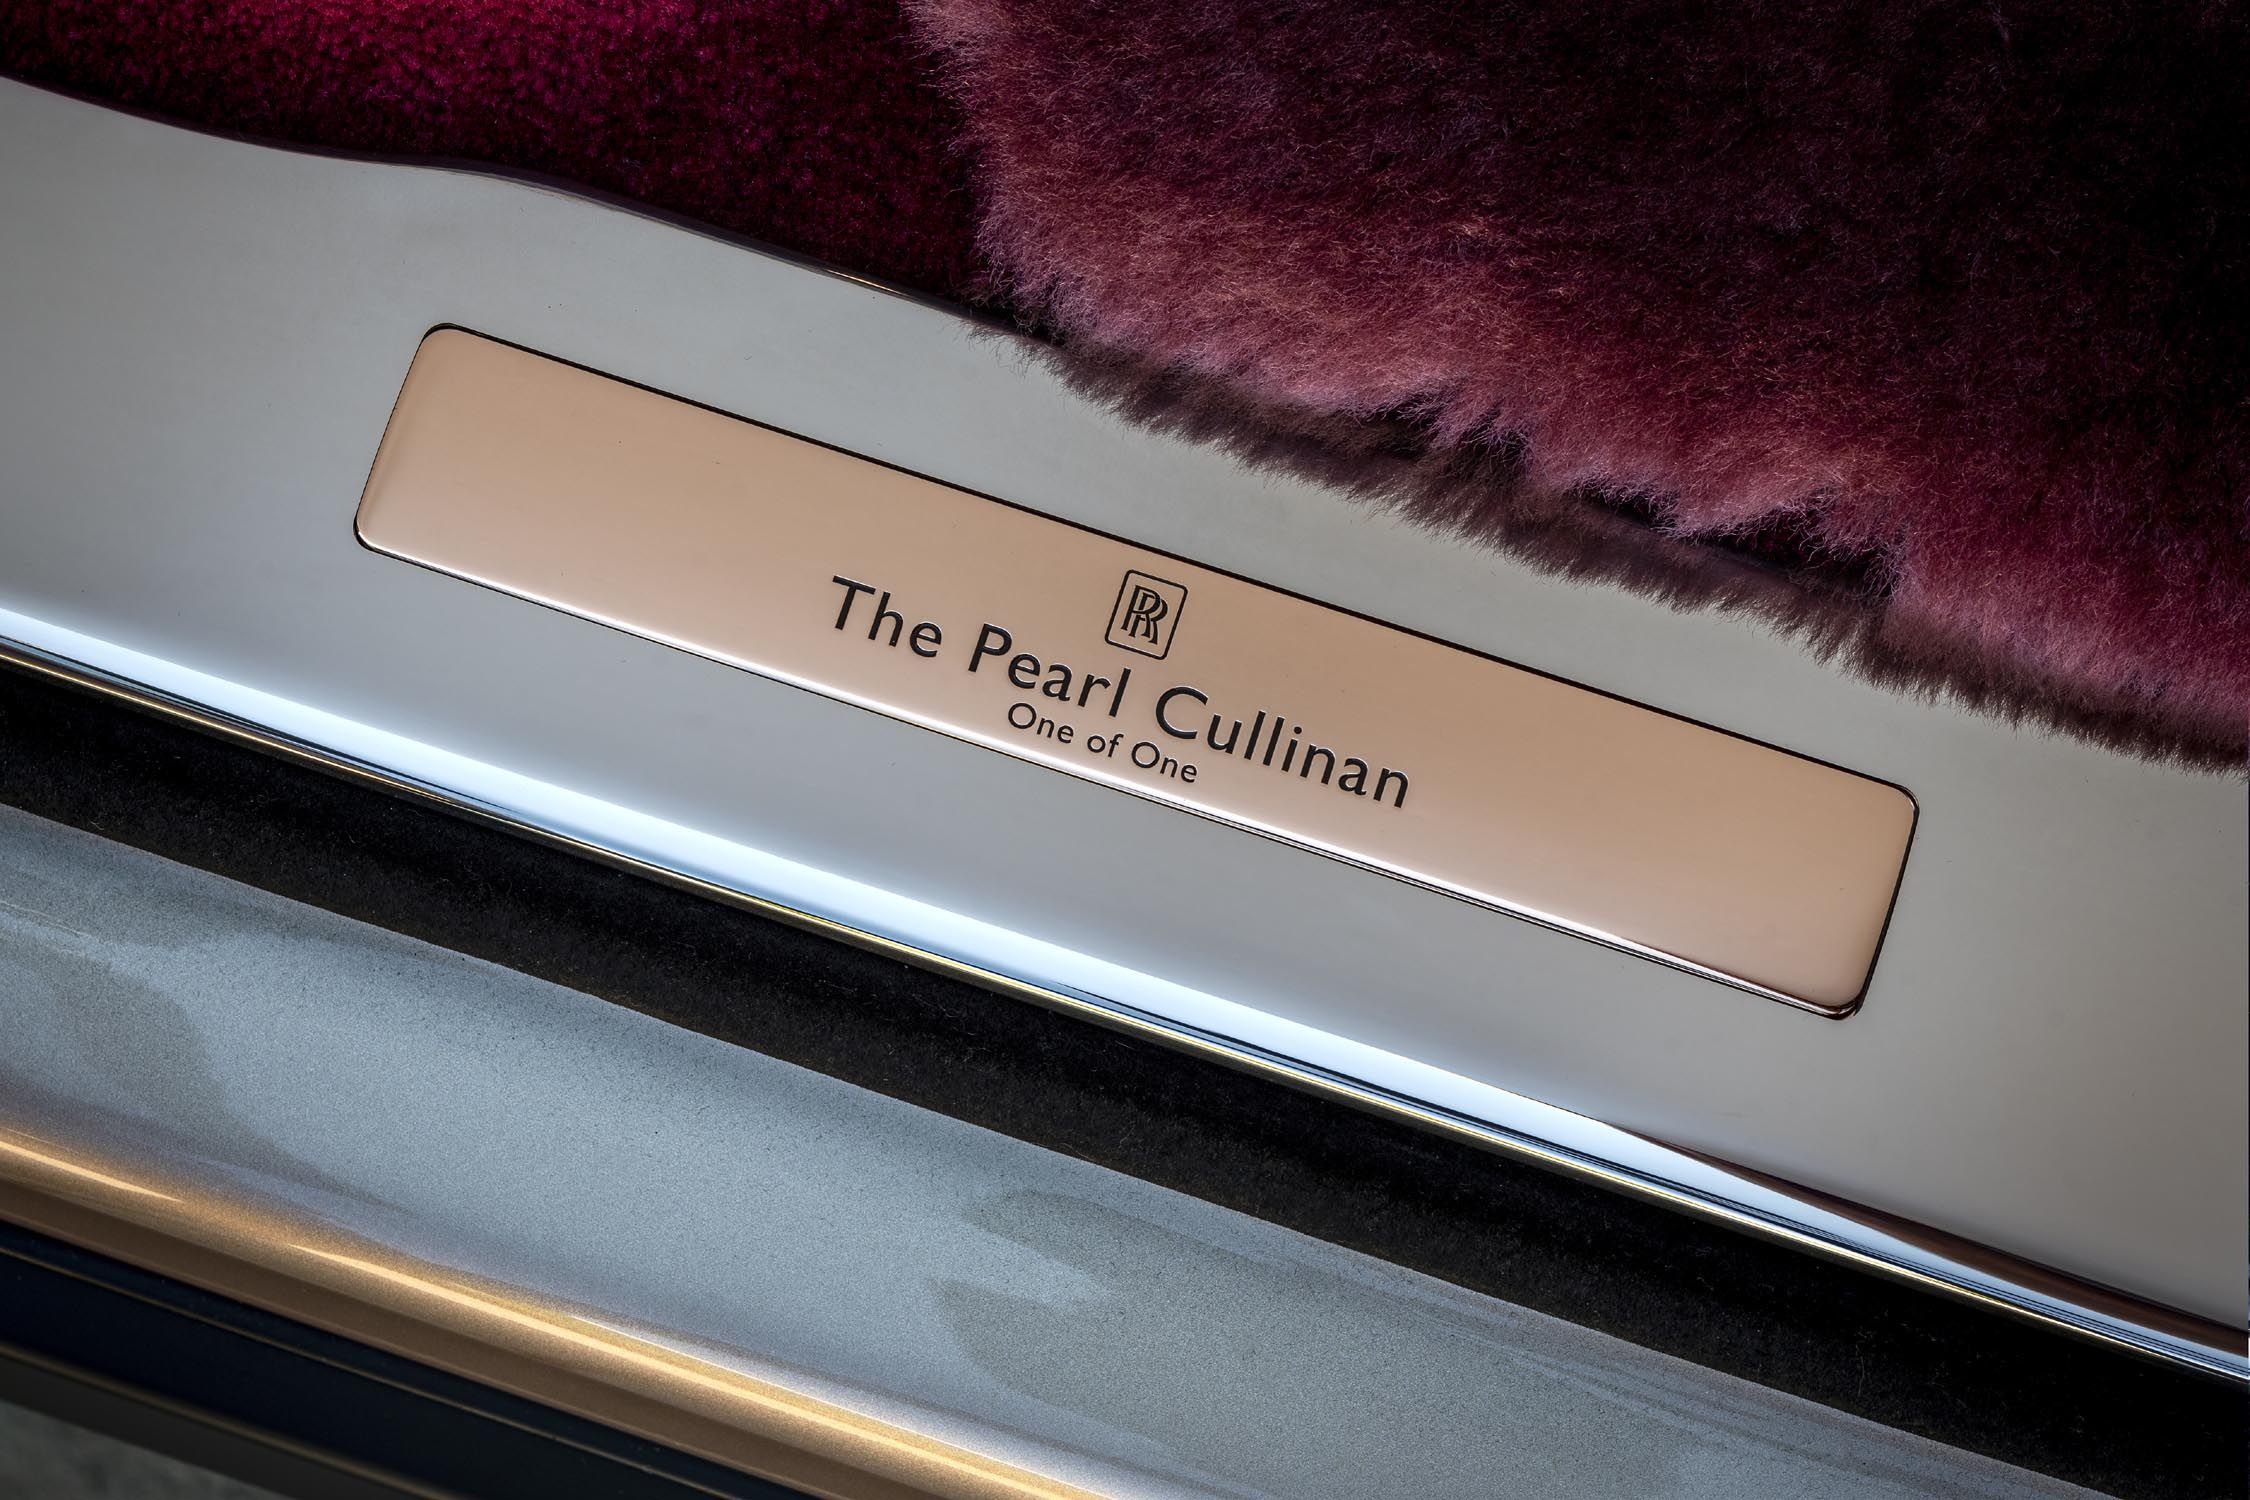 RR
The Pearl Cullinan
One of One